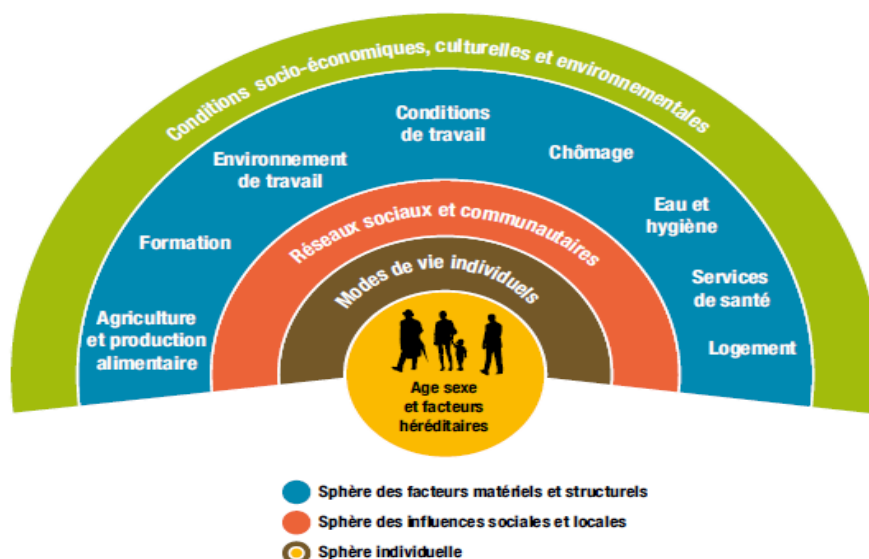 Conditions socio-économiques, culturelles et environnementales
Conditions
de travail
Environnement
de travail
Chômage
Formation
Eau et
hygiène
Agriculture
et production
alimentaire
Services
de santé
Logement
Réseaux sociaux et communautaires
Modes de vie individuels
Age sexe
et facteurs
héréditaires
Sphère des facteurs matériels et structurels
Sphère des influences sociales et locales
Sphère individuelle